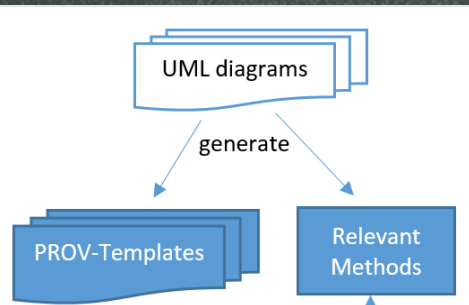 UML diagrams
generate
PROV-Templates
Relevant
Methods